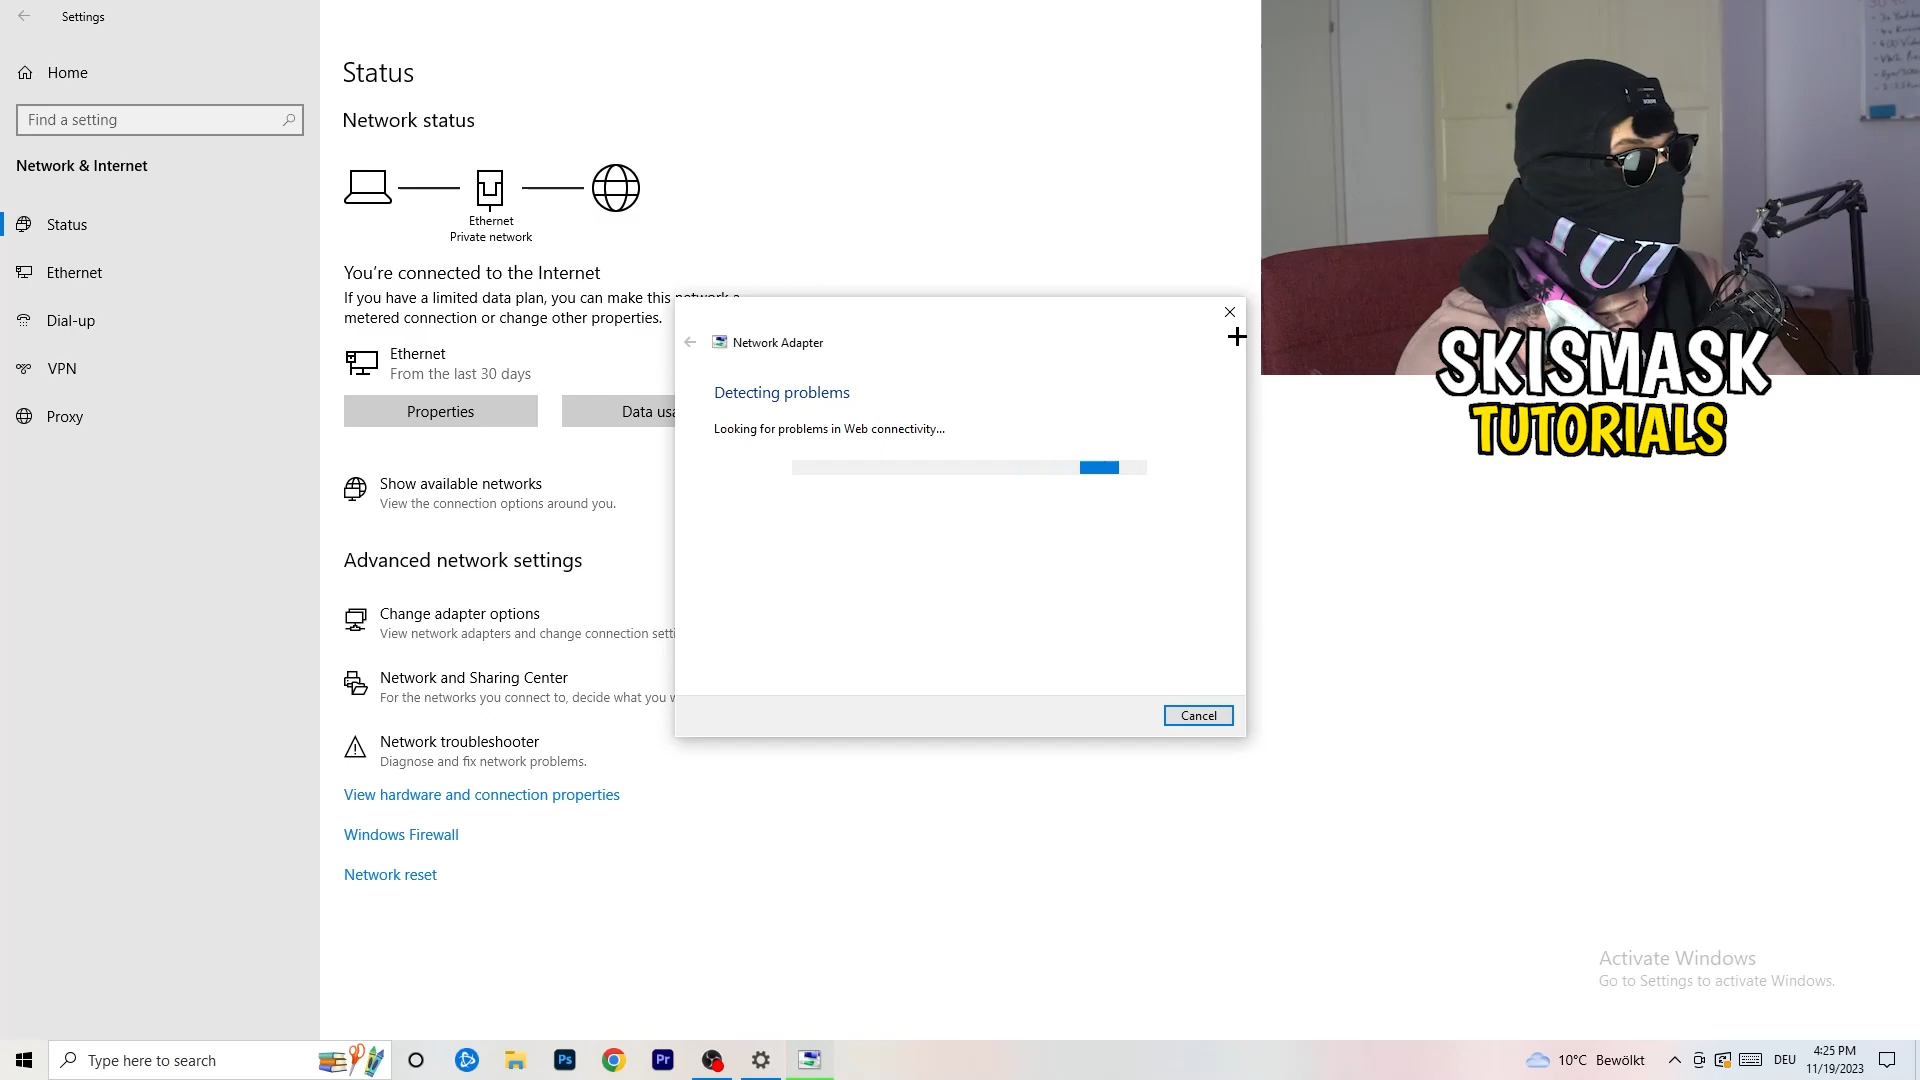 Settings
Home
Find a setting
Network & Internet
Status
Ethernet
Dial-up
VPN
Proxy
Status
Network status
Ethernet
Private network
You're connected to the Internet
If you have a limited data plan, you can make this network a
metered connection or change other properties.
Ethernet
From the last 30 days
Properties
Data usa
Show available networks
View the connection options around you.
Advanced network settings
Change adapter options
View network adapters and change connection setti
Network and Sharing Center
For the networks you connect to, decide what you w
Network troubleshooter
Diagnose and fix network problems.
View hardware and connection properties
Windows Firewall
Network reset
Network Adapter
Detecting problems
Looking for problems in Web connectivity...
Cancel
SKISMASK
TUTORIALS
Activate Windows
Go to Settings to activate Windows.
Type here to search
Ps
Pr
10°C Bewölkt
DEU
4:25 PM
11/19/2023